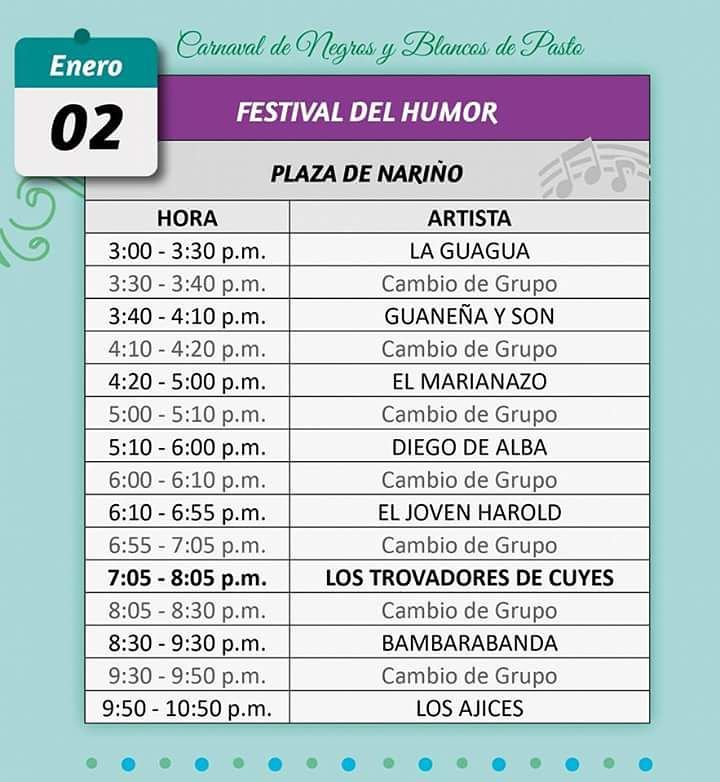 Carnaval de Negros y Blancos de Pasto
Enero
02
FESTIVAL DEL HUMOR
PLAZA DE NARIÑO
HORA ARTISTA
3:00 - 3:30 p.m. LA GUAGUA
3:30 - 3:40 p.m. Cambio de Grupo
3:40 - 4:10 p.m. GUANEÑA Y SON
4:10 - 4:20 p.m. Cambio de Grupo
4:20 - 5:00 p.m. EL MARIANAZO
5:00 - 5:10 p.m. Cambio de Grupo
5:10 - 6:00 p.m. DIEGO DE ALBA
6:00 - 6:10 p.m. Cambio de Grupo
6:10 - 6:55 p.m. EL JOVEN HAROLD
6:55 - 7:05 p.m. Cambio de Grupo
7:05 - 8:05 p.m. LOS TROVADORES DE CUYES
8:05 - 8:30 p.m. Cambio de Grupo
8:30 - 9:30 p.m. BAMBARABANDA
9:30 - 9:50 p.m. Cambio de Grupo
9:50 - 10:50 p.m. LOS AJICES